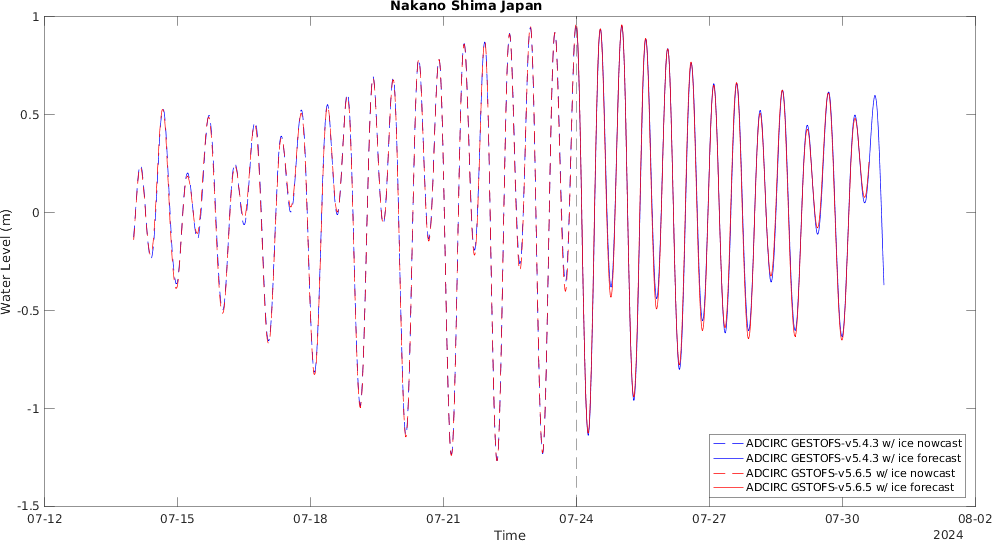 Nakano Shima Japan
1
0.5
0
-0.5
-1
-1.5
Water Level (m)
07-12
07-15
07-18
07-21
07-24
07-27
07-30
08-02
Time
2024
ADCIRC GESTOFS-v5.4.3 w/ ice nowcast
ADCIRC GESTOFS-v5.4.3 w/ ice forecast
ADCIRC GSTOFS-v5.6.5 w/ ice nowcast
ADCIRC GSTOFS-v5.6.5 w/ ice forecast